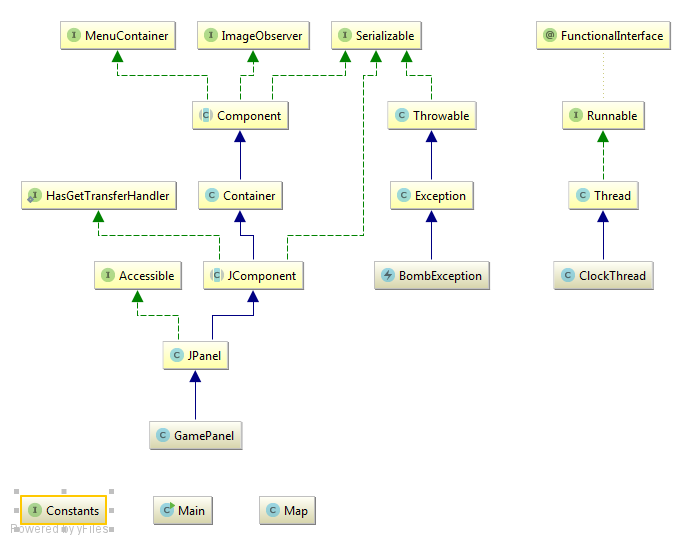 MenuContainer
ImageObserver
Serializable
FunctionalInterface
Component
Throwable
Runnable
HasGetTransferHandler
Container
Exception
Thread
Accessible
JComponent
BombException
ClockThread
JPanel
GamePanel
Constants
Main
Map
Powered by yFiles